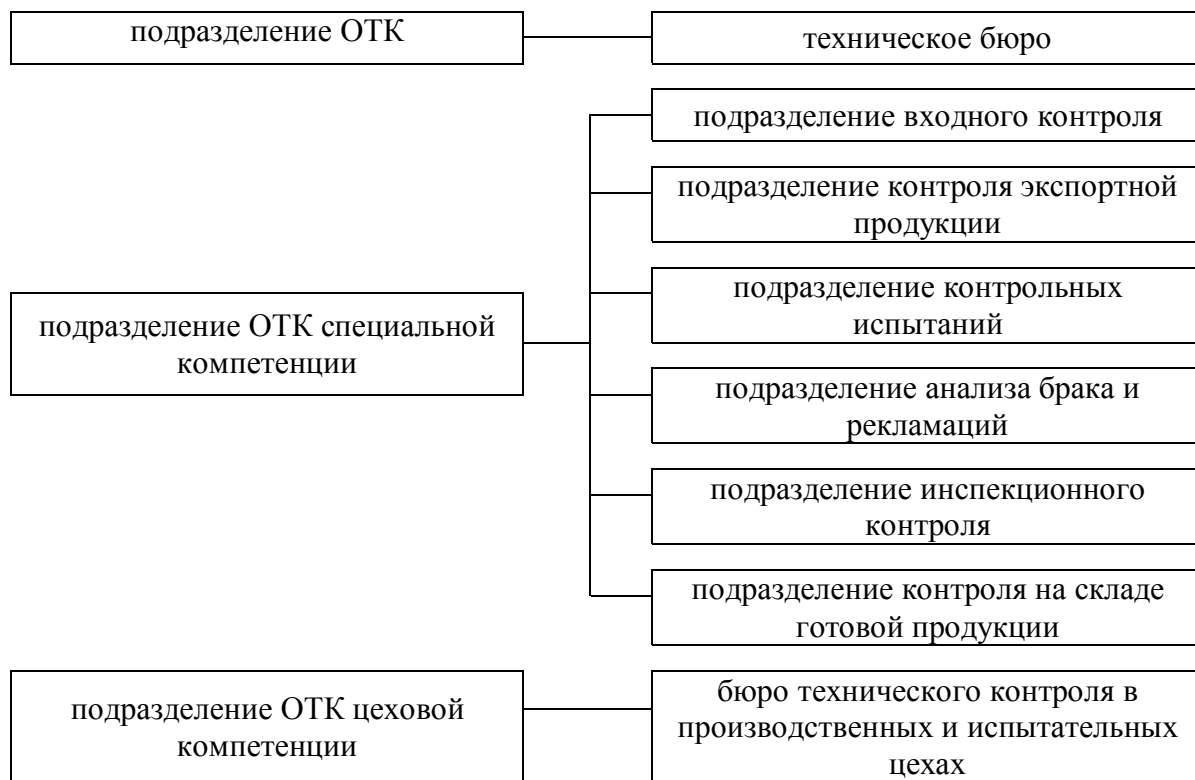 подразделение ОТК
техническое бюро
подразделение входного контроля
подразделение контроля экспортной
продукции
подразделение контрольных
испытаний
подразделение ОТК специальной
компетенции
подразделение анализа брака и
рекламаций
подразделение инспекционного
контроля
подразделение контроля на складе
готовой продукции
подразделение ОТК цеховой
компетенции
бюро технического контроля в
производственных и испытательных
цехах